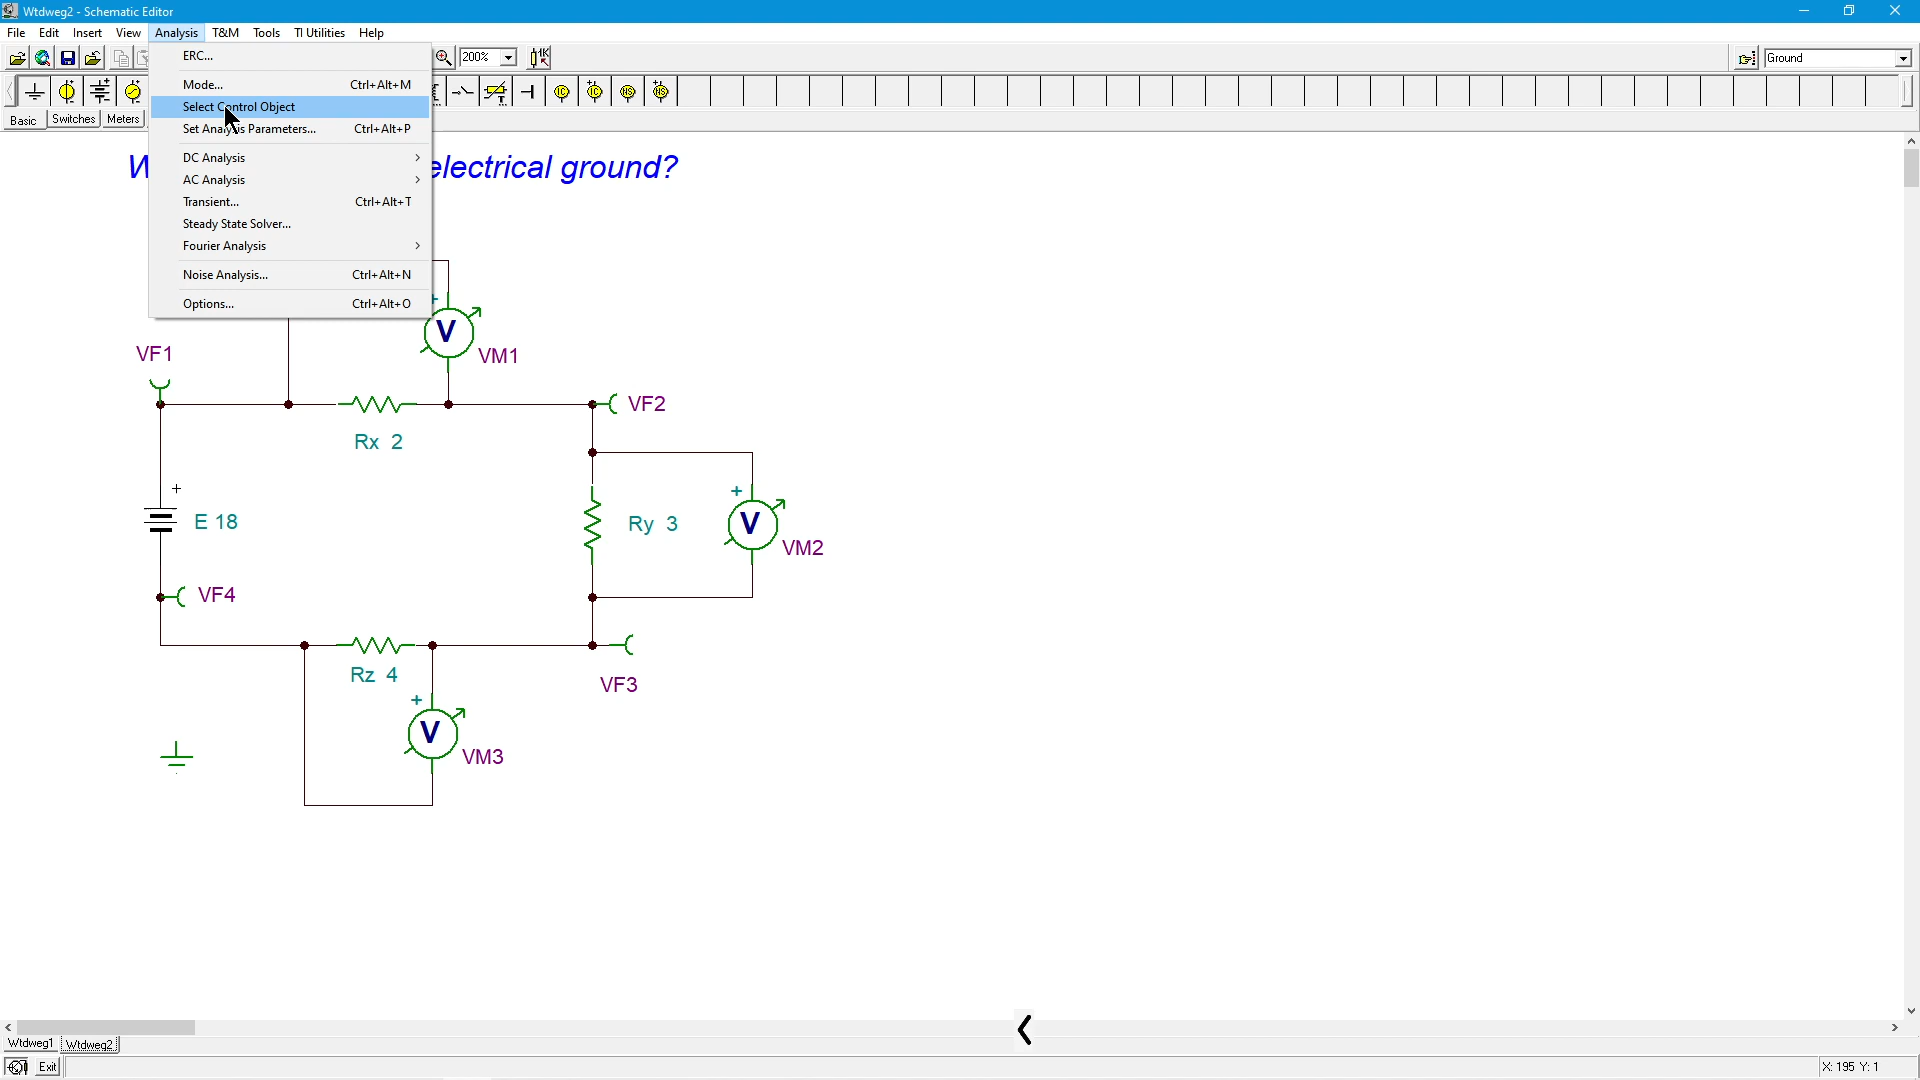 Wtdweg2 - Schematic Editor
File Edit Insert View Analysis T&M Tools TI Utilities Help
200%
Ground
Basic Switches Meters
ERC...
Mode... Ctrl+Alt+M
Select Control Object
Set Analysis Parameters... Ctrl+Alt+P
DC Analysis >
AC Analysis >
Transient... Ctrl+Alt+T
Steady State Solver...
Fourier Analysis >
Noise Analysis... Ctrl+Alt+N
Options... Ctrl+Alt+O
electrical ground?
+
V
VM1
VF1
VF2
Rx 2
+
E 18
Ry 3
+
V
VM2
VF4
Rz 4
VF3
+
V
VM3
Wtdweg1 Wtdweg2
Exit
X: 195 Y: 1